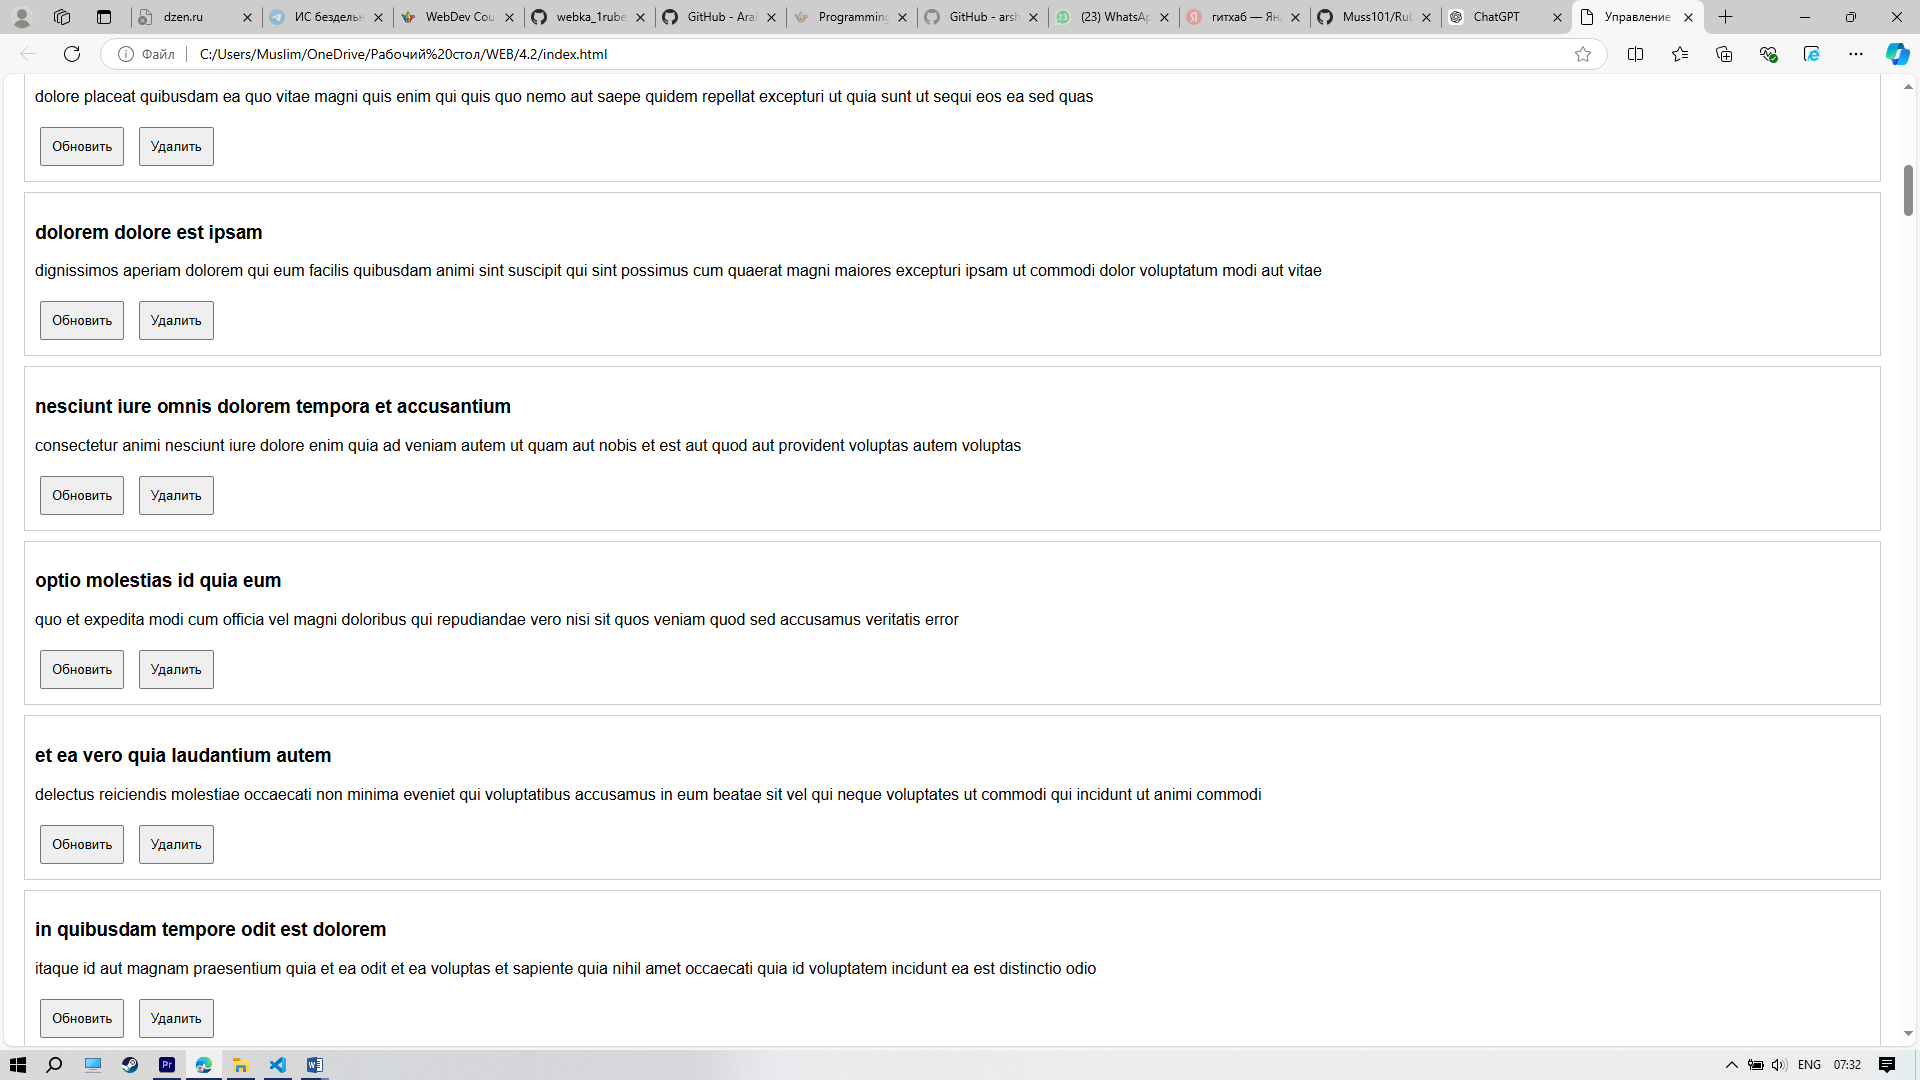 dzen.ru
ИС бездельн
WebDev Cou
webka_1rube
GitHub - Arai
Programming
GitHub - arsh
(23) WhatsAp
гитхаб — Ян
Muss101/Rub
ChatGPT
Управление
Файл
C:/Users/Muslim/OneDrive/Рабочий%20стол/WEB/4.2/index.html
dolore placeat quibusdam ea quo vitae magni quis enim qui quis quo nemo aut saepe quidem repellat excepturi ut quia sunt ut sequi eos ea sed quas
Обновить Удалить
dolorem dolore est ipsam
dignissimos aperiam dolorem qui eum facilis quibusdam animi sint suscipit qui sint possimus cum quaerat magni maiores excepturi ipsam ut commodi dolor voluptatum modi aut vitae
Обновить Удалить
nesciunt iure omnis dolorem tempora et accusantium
consectetur animi nesciunt iure dolore enim quia ad veniam autem ut quam aut nobis et est aut quod aut provident voluptas autem voluptas
Обновить Удалить
optio molestias id quia eum
quo et expedita modi cum officia vel magni doloribus qui repudiandae vero nisi sit quos veniam quod sed accusamus veritatis error
Обновить Удалить
et ea vero quia laudantium autem
delectus reiciendis molestiae occaecati non minima eveniet qui voluptatibus accusamus in eum beatae sit vel qui neque voluptates ut commodi qui incidunt ut animi commodi
Обновить Удалить
in quibusdam tempore odit est dolorem
itaque id aut magnam praesentium quia et ea odit et ea voluptas et sapiente quia nihil amet occaecati quia id voluptatem incidunt ea est distinctio odio
Обновить Удалить
Pr
ENG 07:32